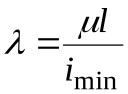 λ = μl / i_min